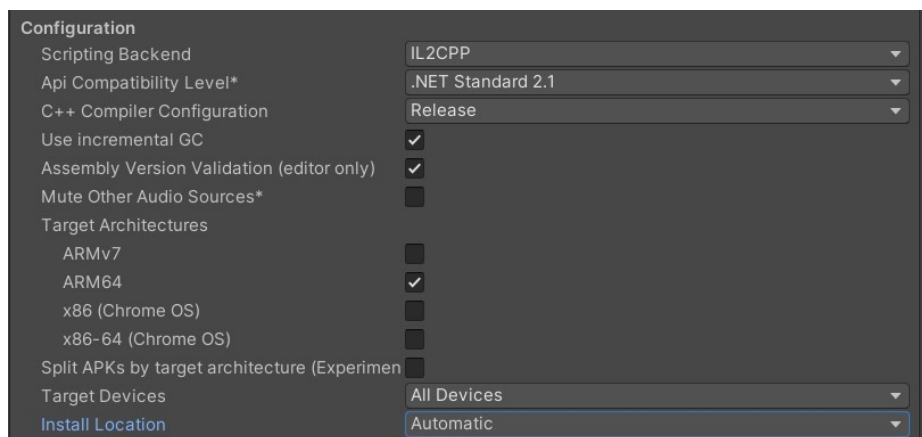 Configuration
Scripting Backend IL2CPP
Api Compatibility Level* .NET Standard 2.1
C++ Compiler Configuration Release
Use incremental GC
Assembly Version Validation (editor only)
Mute Other Audio Sources*
Target Architectures
ARMv7
ARM64
x86 (Chrome OS)
x86-64 (Chrome OS)
Split APKs by target architecture (Experimen
Target Devices All Devices
Install Location Automatic